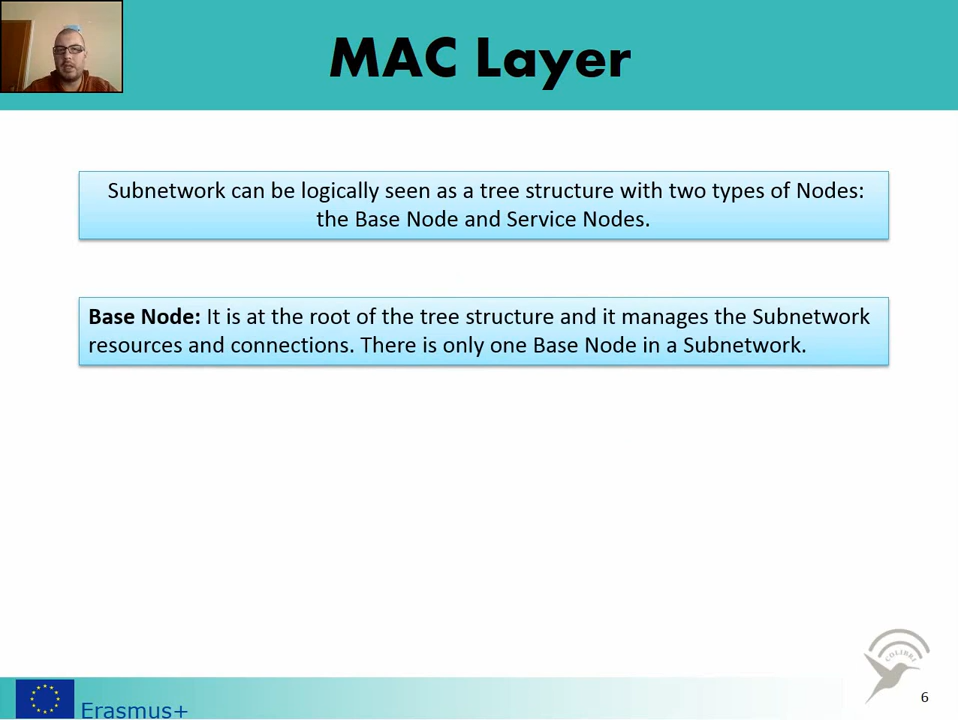 MAC Layer
Subnetwork can be logically seen as a tree structure with two types of Nodes:
the Base Node and Service Nodes.
Base Node: It is at the root of the tree structure and it manages the Subnetwork
resources and connections. There is only one Base Node in a Subnetwork.
COLIBRI
Erasmus+
6